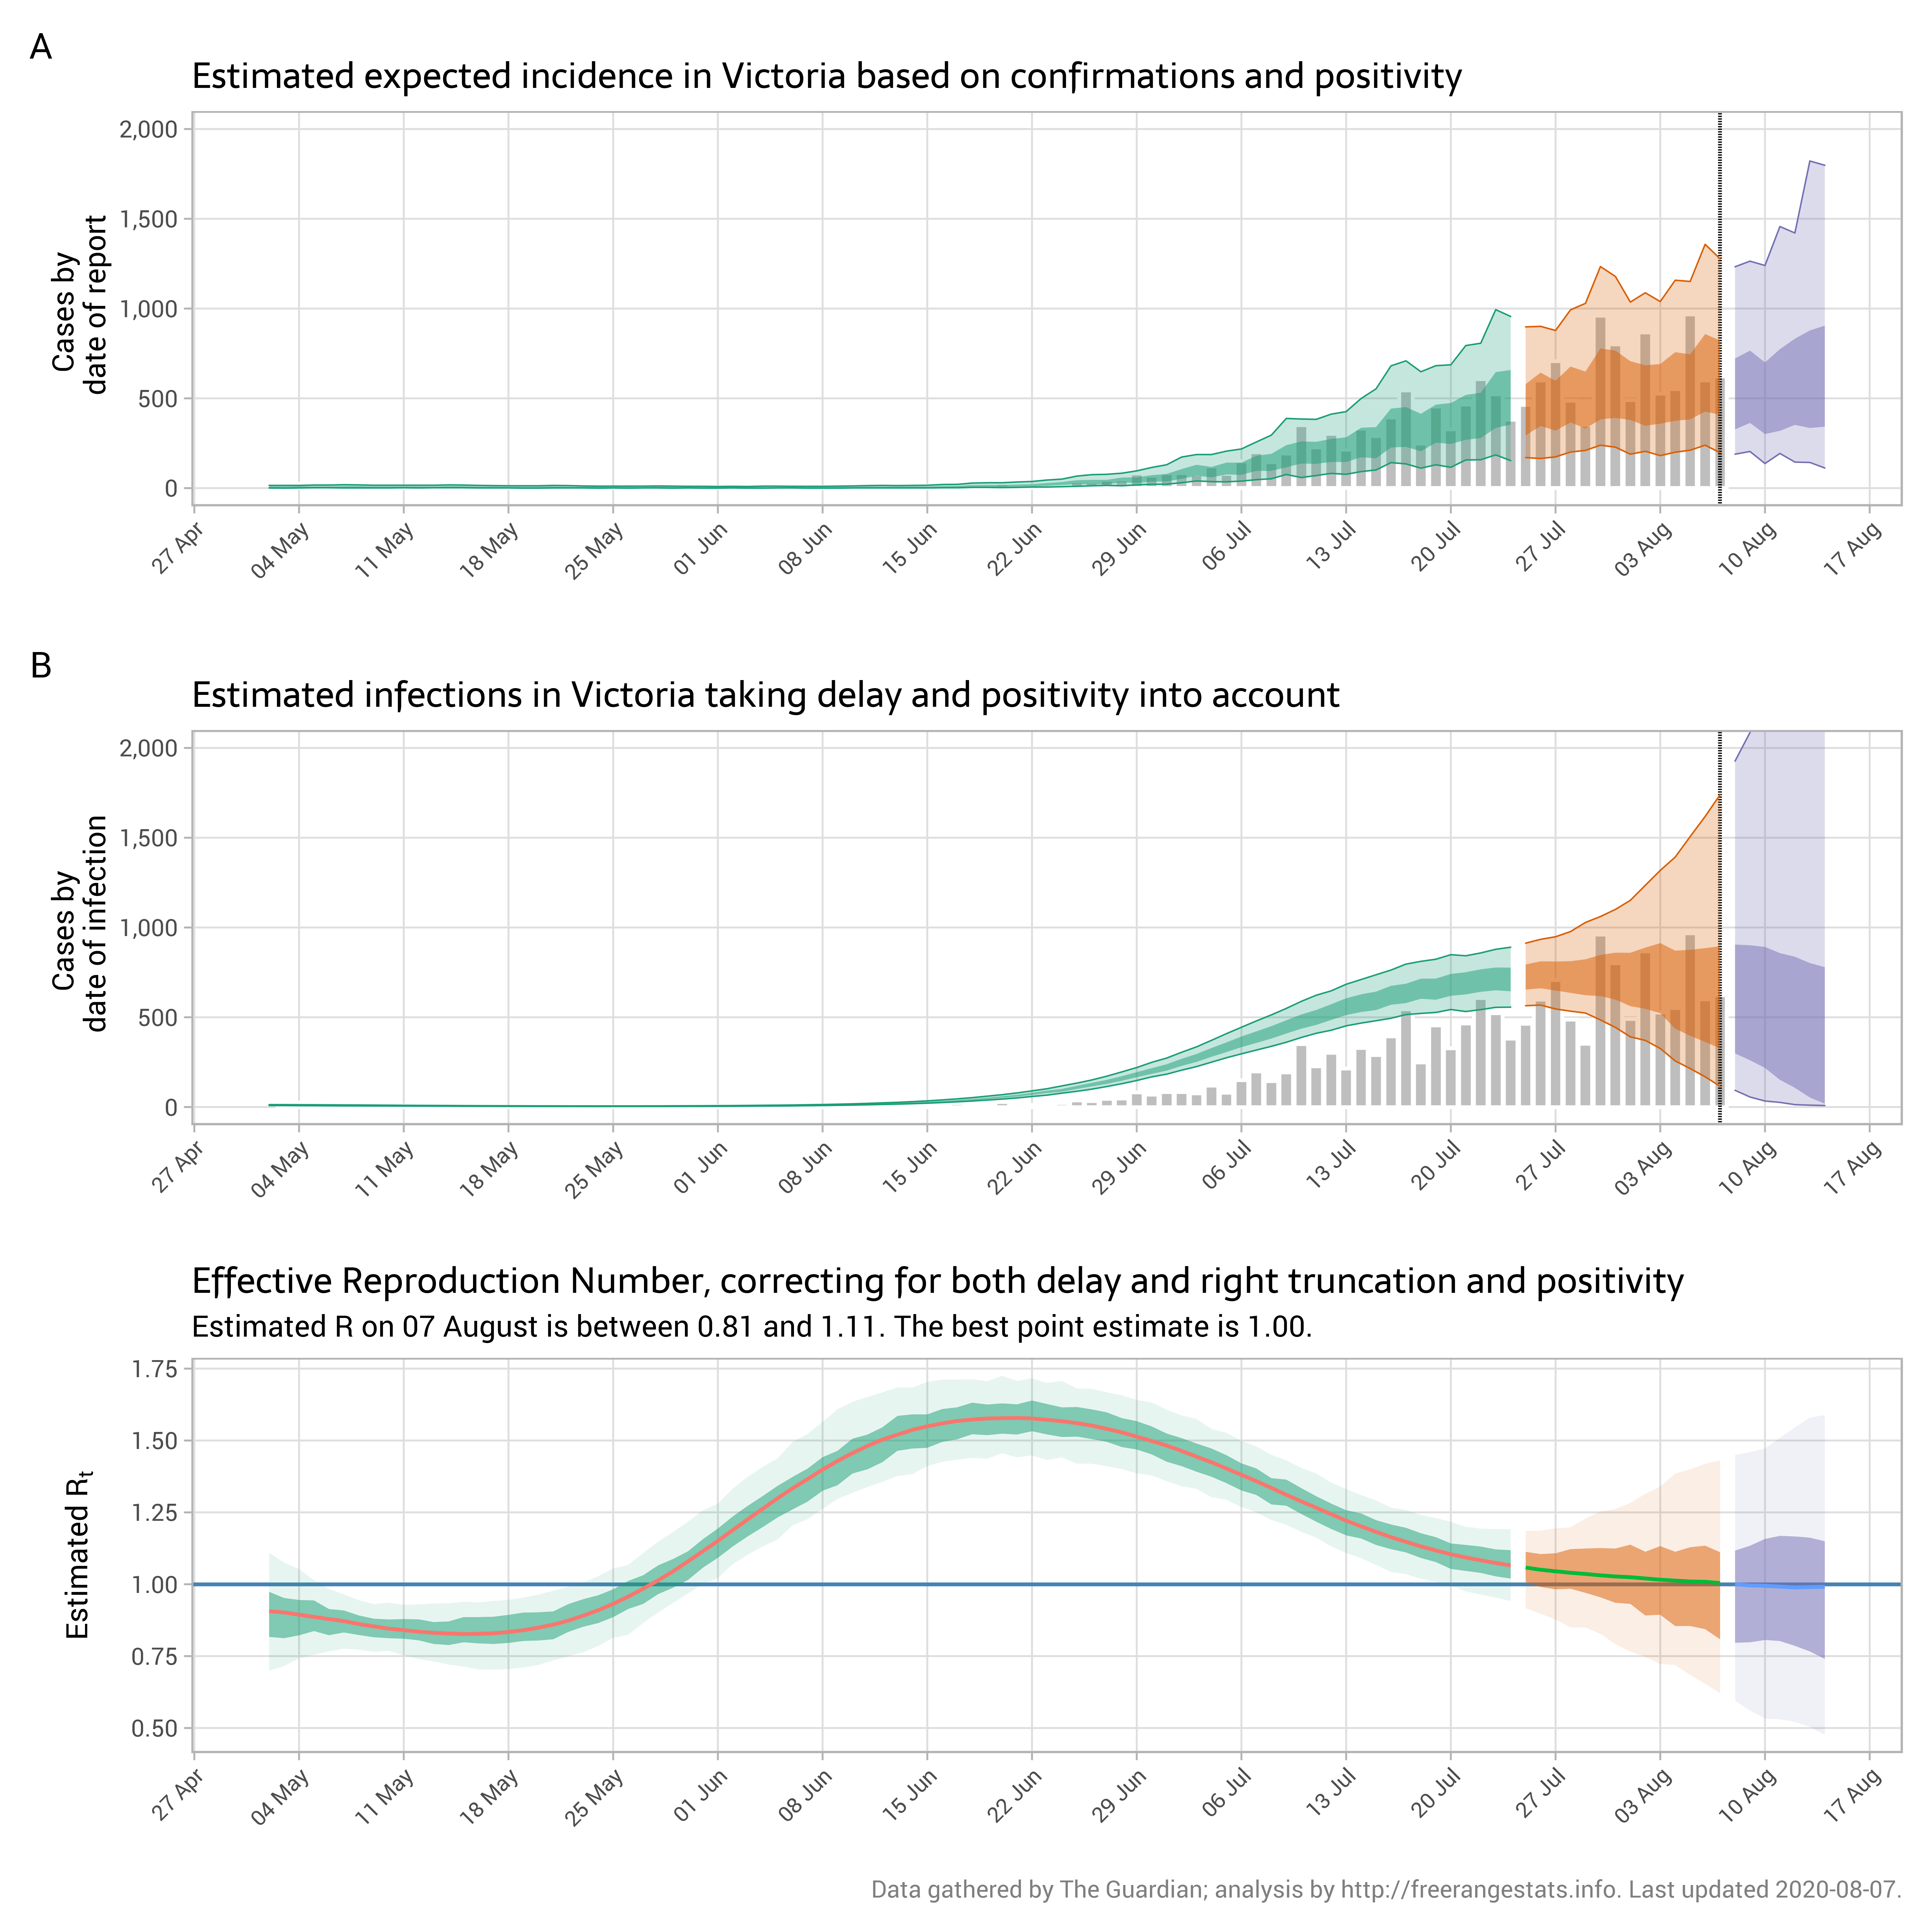 A
Estimated expected incidence in Victoria based on confirmations and positivity
Cases by
date of report
2,000
1,500
1,000
500
0
27 Apr
04 May
11 May
18 May
25 May
01 Jun
08 Jun
15 Jun
22 Jun
29 Jun
06 Jul
13 Jul
20 Jul
27 Jul
03 Aug
10 Aug
17 Aug
B
Estimated infections in Victoria taking delay and positivity into account
Cases by
date of infection
2,000
1,500
1,000
500
0
27 Apr
04 May
11 May
18 May
25 May
01 Jun
08 Jun
15 Jun
22 Jun
29 Jun
06 Jul
13 Jul
20 Jul
27 Jul
03 Aug
10 Aug
17 Aug
Effective Reproduction Number, correcting for both delay and right truncation and positivity
Estimated R on 07 August is between 0.81 and 1.11. The best point estimate is 1.00.
Estimated Rt
1.75
1.50
1.25
1.00
0.75
0.50
27 Apr
04 May
11 May
18 May
25 May
01 Jun
08 Jun
15 Jun
22 Jun
29 Jun
06 Jul
13 Jul
20 Jul
27 Jul
03 Aug
10 Aug
17 Aug
Data gathered by The Guardian; analysis by http://freerangestats.info. Last updated 2020-08-07.